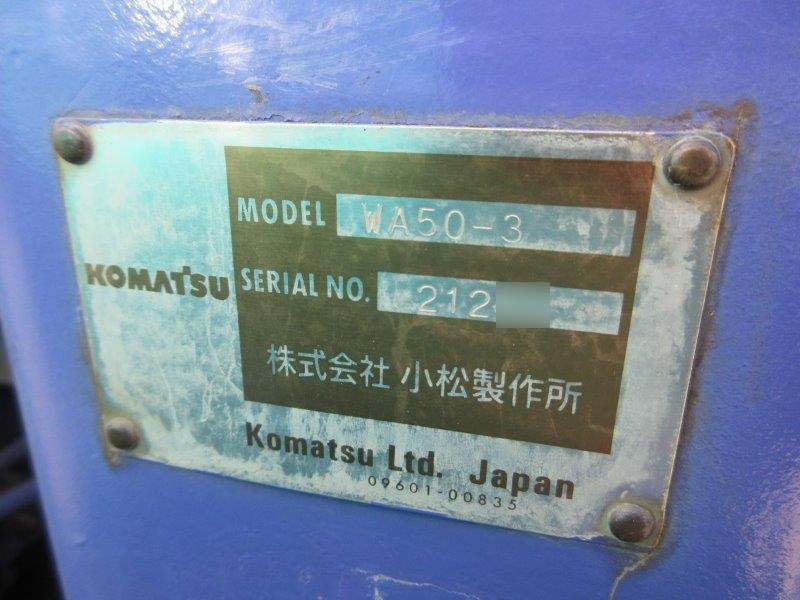 MODEL WA50-3
KOMATSU SERIAL NO. 212
株式会社 小松製作所
Komatsu Ltd. Japan
09601-00835